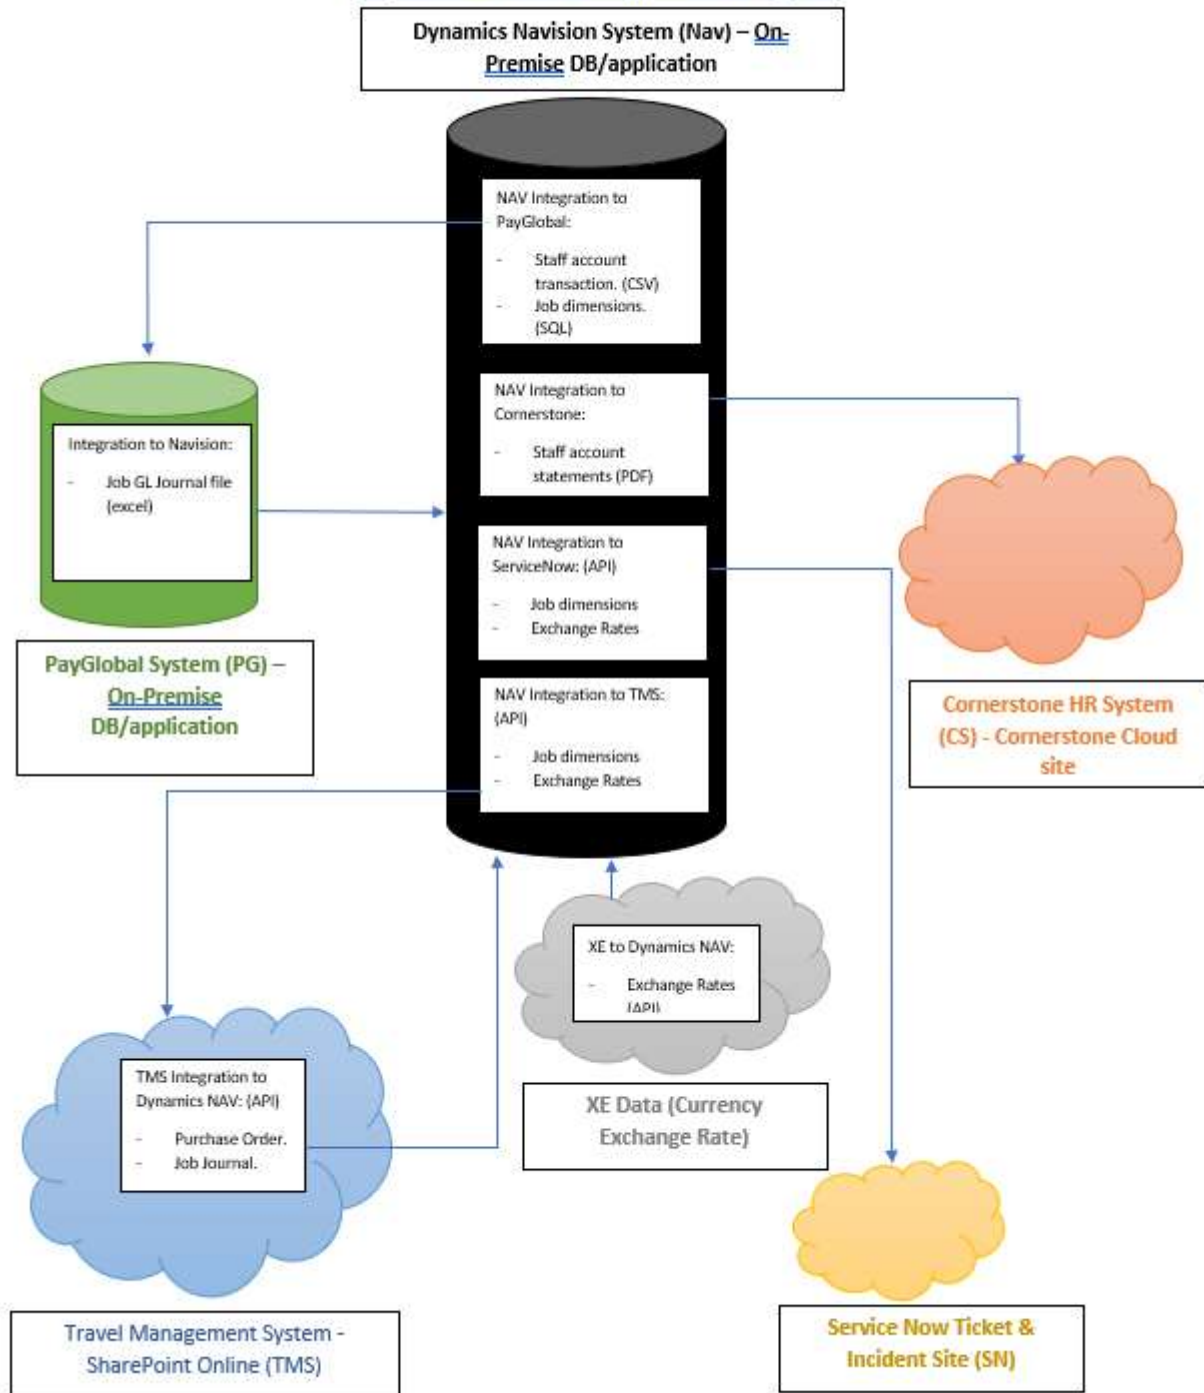 Dynamics Navision System (Nav) – On-
Premise DB/application
NAV Integration to
PayGlobal:
- Staff account
transaction. (CSV)
- Job dimensions.
(SQL)
NAV Integration to
Cornerstone:
- Staff account
statements (PDF)
Integration to Navision:
- Job GL Journal file
(excel)
NAV Integration to
ServiceNow: (API)
- Job dimensions
- Exchange Rates
PayGlobal System (PG) –
On-Premise
DB/application
NAV Integration to TMS:
(API)
- Job dimensions
- Exchange Rates
Cornerstone HR System
(CS) - Cornerstone Cloud
site
XE to Dynamics NAV:
- Exchange Rates
(API)
TMS Integration to
Dynamics NAV: (API)
- Purchase Order.
- Job Journal.
XE Data (Currency
Exchange Rate)
Travel Management System -
SharePoint Online (TMS)
Service Now Ticket &
Incident Site (SN)